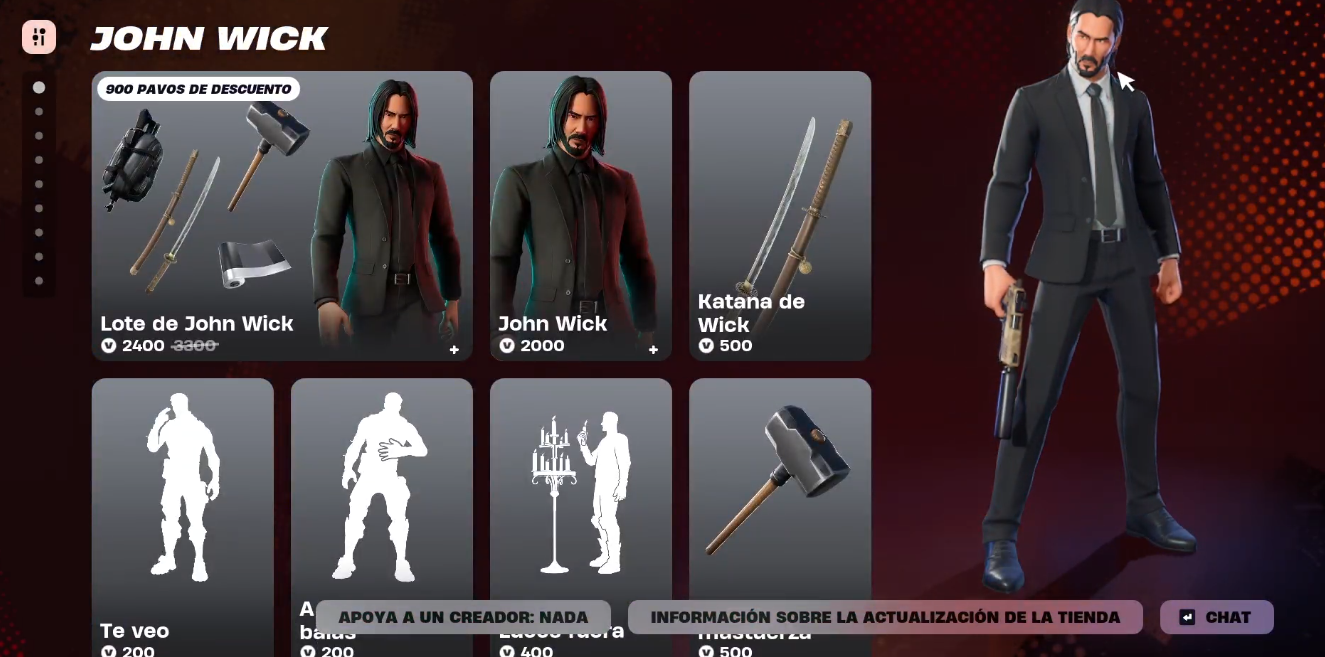 JOHN WICK
900 PAVOS DE DESCUENTO
Lote de John Wick
2400 3300
John Wick
2000
Katana de
Wick
500
Te veo
200
A
balas
200
400
500
APOYA A UN CREADOR: NADA
INFORMACIÓN SOBRE LA ACTUALIZACIÓN DE LA TIENDA
CHAT